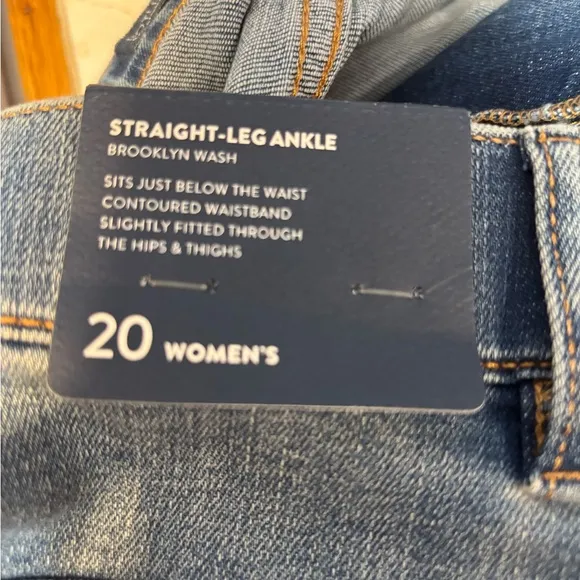 STRAIGHT-LEG ANKLE
BROOKLYN WASH
SITS JUST BELOW THE WAIST
CONTOURED WAISTBAND
SLIGHTLY FITTED THROUGH
THE HIPS & THIGHS
20 WOMEN'S